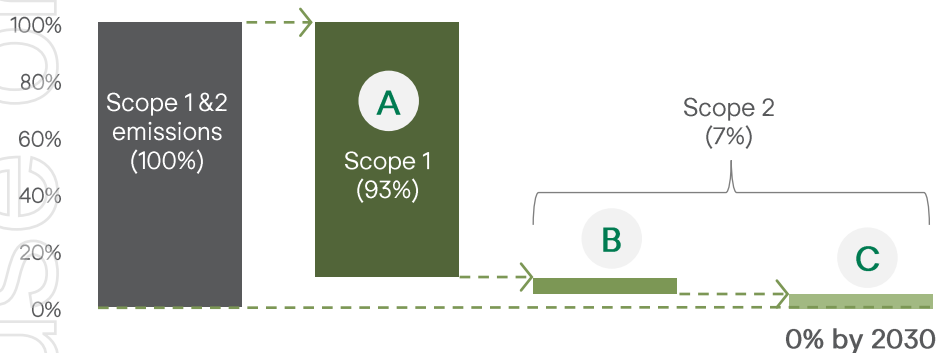 100%
80%
60%
40%
20%
0%
Scope 1 &2
emissions
(100%)
A
Scope 1
(93%)
Scope 2
(7%)
B
C
0% by 2030